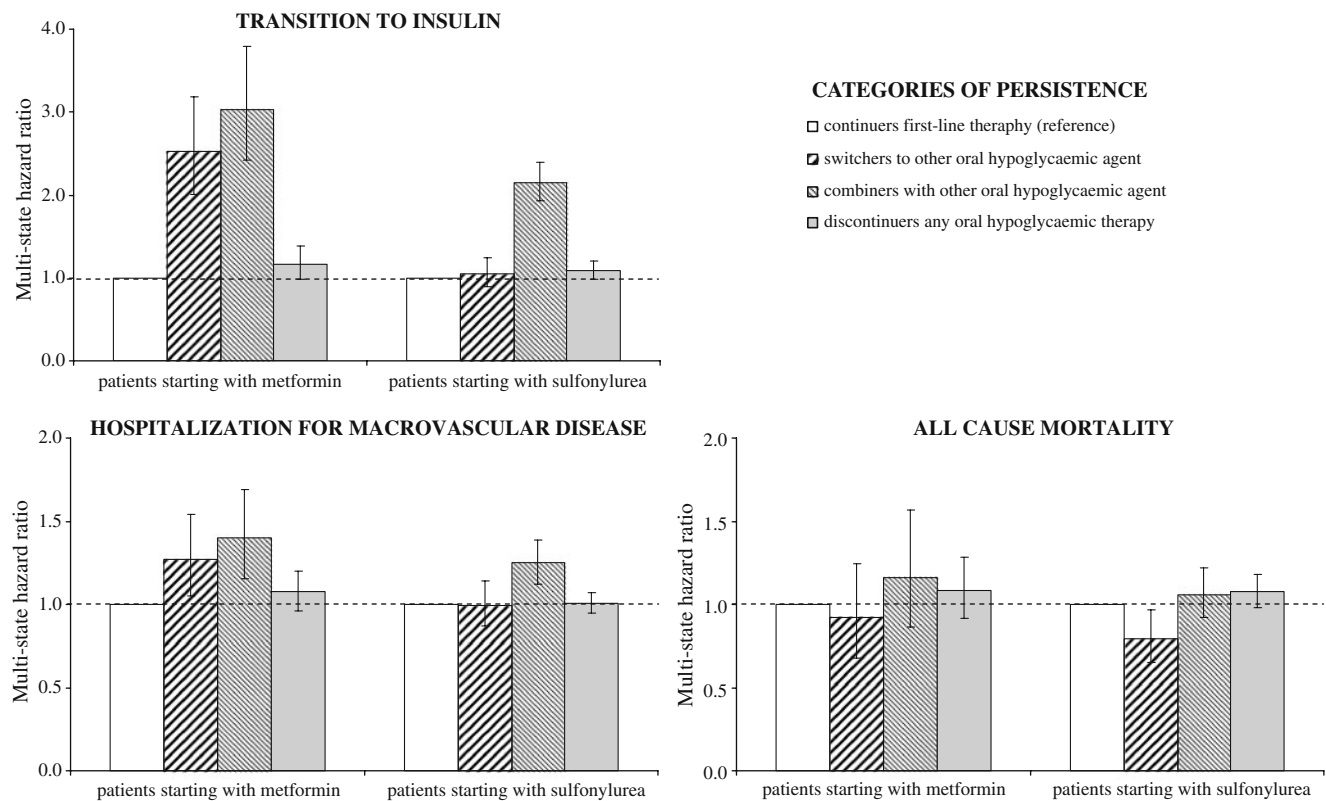 TRANSITION TO INSULIN
4.0
3.0
2.0
1.0
0.0
Multi-state hazard ratio
patients starting with metformin
patients starting with sulfonylurea
CATEGORIES OF PERSISTENCE
continuers first-line theraphy (reference)
switchers to other oral hypoglycaemic agent
combiners with other oral hypoglycaemic agent
discontinuers any oral hypoglycaemic therapy
HOSPITALIZATION FOR MACROVASCULAR DISEASE
2.0
1.5
1.0
0.5
0.0
Multi-state hazard ratio
patients starting with metformin
patients starting with sulfonylurea
ALL CAUSE MORTALITY
2.0
1.5
1.0
0.5
0.0
Multi-state hazard ratio
patients starting with metformin
patients starting with sulfonylurea